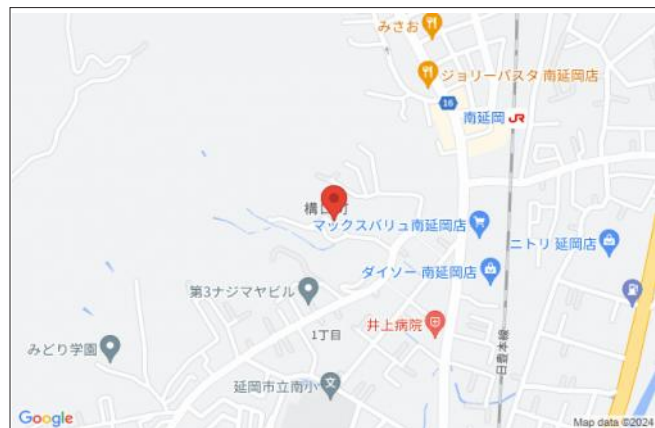 みさお
ジョリーパスタ 南延岡店
16
南延岡 JR
マックスバリュ南延岡店
ニトリ 延岡店
ダイソー 南延岡店
第3ナジマヤビル
1丁目
井上病院
みどり学園
日豊本線
延岡市立南小
文
Google
Map data ©2024